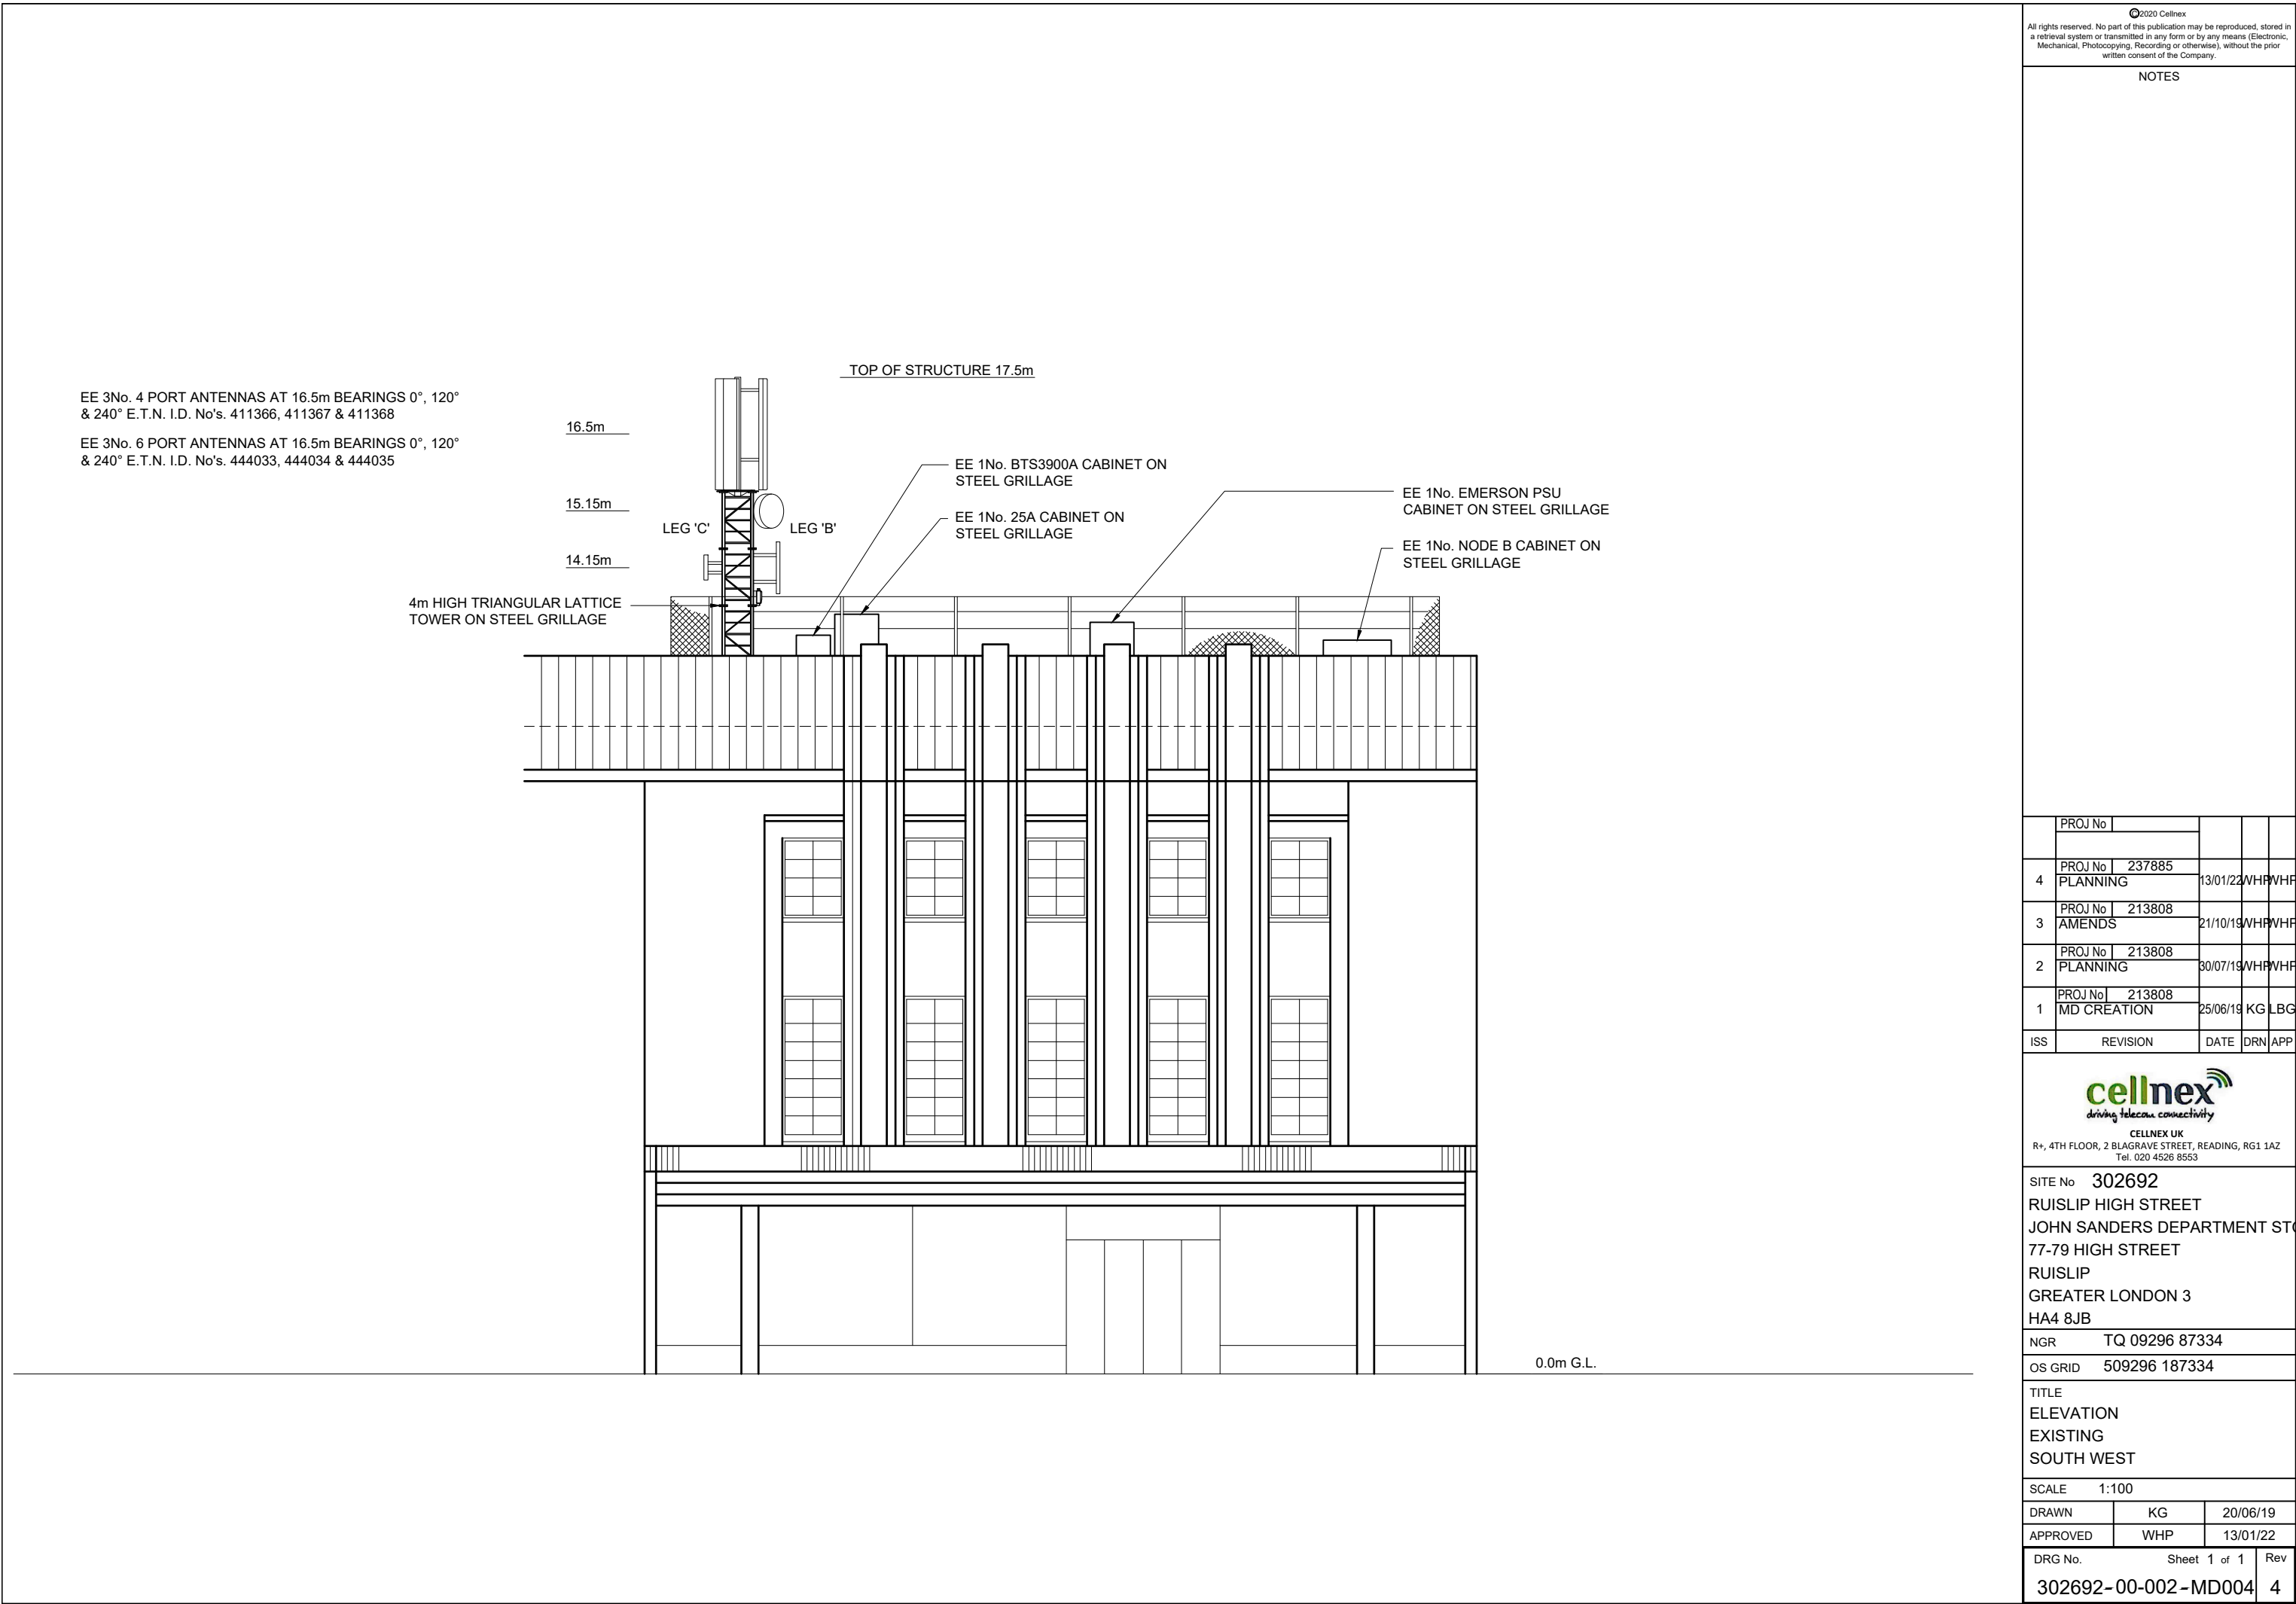 ©2020 Cellnex
All rights reserved. No part of this publication may be reproduced, stored in
a retrieval system or transmitted in any form or by any means (Electronic,
Mechanical, Photocopying, Recording or otherwise), without the prior
written consent of the Company.
NOTES
TOP OF STRUCTURE 17.5m
EE 3No. 4 PORT ANTENNAS AT 16.5m BEARINGS 0°, 120°
& 240° E.T.N. I.D. No's. 411366, 411367 & 411368
EE 3No. 6 PORT ANTENNAS AT 16.5m BEARINGS 0°, 120°
& 240° E.T.N. I.D. No's. 444033, 444034 & 444035
16.5m
15.15m
14.15m
LEG 'C'
LEG 'B'
EE 1No. BTS3900A CABINET ON
STEEL GRILLAGE
EE 1No. 25A CABINET ON
STEEL GRILLAGE
EE 1No. EMERSON PSU
CABINET ON STEEL GRILLAGE
EE 1No. NODE B CABINET ON
STEEL GRILLAGE
4m HIGH TRIANGULAR LATTICE
TOWER ON STEEL GRILLAGE
0.0m G.L.
PROJ No
PROJ No 237885
4 PLANNING 13/01/22 WHP WHP
PROJ No 213808
3 AMENDS 21/10/19 WHP WHP
PROJ No 213808
2 PLANNING 30/07/19 WHP WHP
PROJ No 213808
1 MD CREATION 25/06/19 KG LBG
ISS REVISION DATE DRN APP
cellnex
driving telecom connectivity
CELLNEX UK
R+, 4TH FLOOR, 2 BLAGRAVE STREET, READING, RG1 1AZ
Tel. 020 4526 8553
SITE No 302692
RUISLIP HIGH STREET
JOHN SANDERS DEPARTMENT STO
77-79 HIGH STREET
RUISLIP
GREATER LONDON 3
HA4 8JB
NGR TQ 09296 87334
OS GRID 509296 187334
TITLE
ELEVATION
EXISTING
SOUTH WEST
SCALE 1:100
DRAWN KG 20/06/19
APPROVED WHP 13/01/22
DRG No. Sheet 1 of 1 Rev
302692-00-002-MD004 4